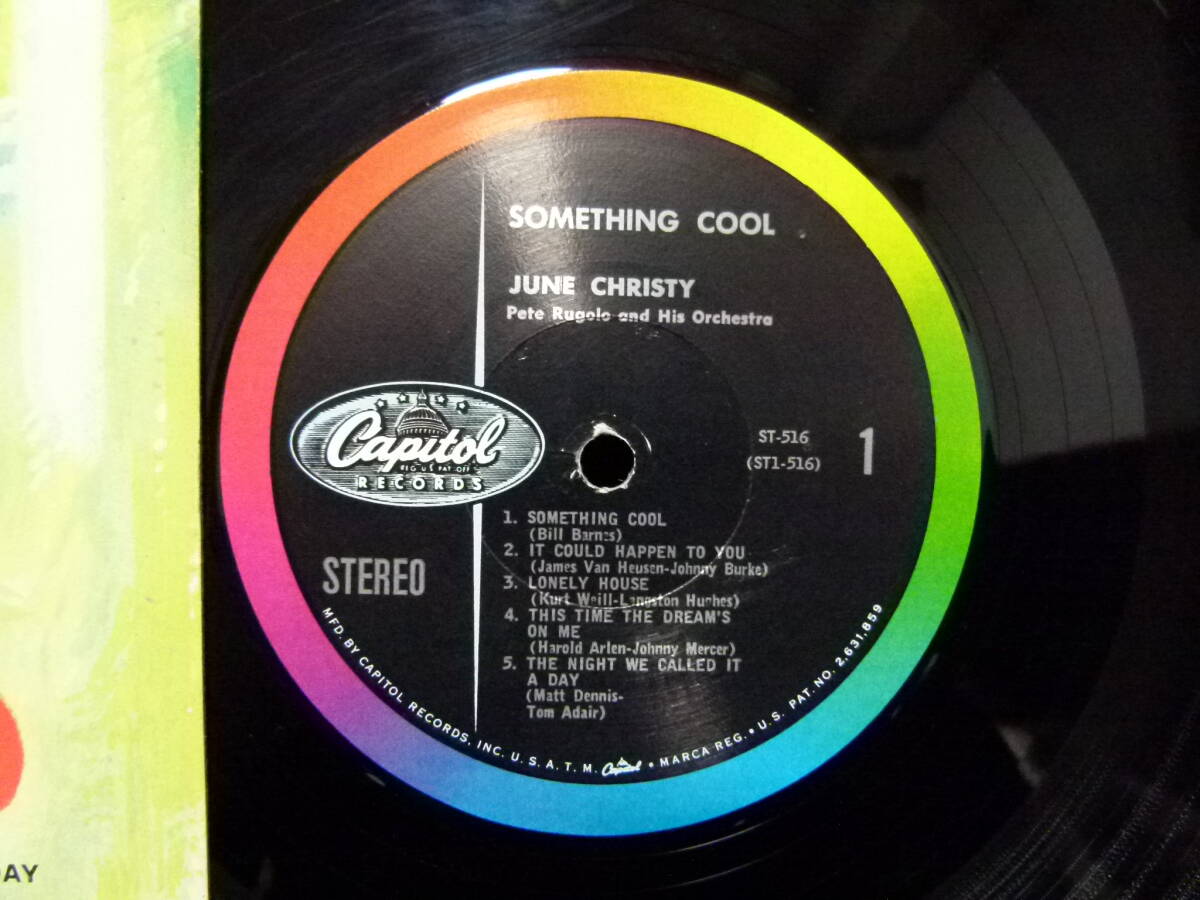 SOMETHING COOL
JUNE CHRISTY
Pete Rugolo and His Orchestra
Capitol
REG. U.S. PAT. OFF.
RECORDS
ST-516
(ST1-516)
1
STEREO
1. SOMETHING COOL
(Bill Barnes)
2. IT COULD HAPPEN TO YOU
(James Van Heusen-Johnny Burke)
3. LONELY HOUSE
(Kurt Weill-Langston Hughes)
4. THIS TIME THE DREAM'S
ON ME
(Harold Arlen-Johnny Mercer)
5. THE NIGHT WE CALLED IT
A DAY
(Matt Dennis-
Tom Adair)
MFD. BY CAPITOL RECORDS, INC. U.S.A. T.M. Capitol • MARCA REG. • U.S. PAT. NO. 2,631,859
DAY